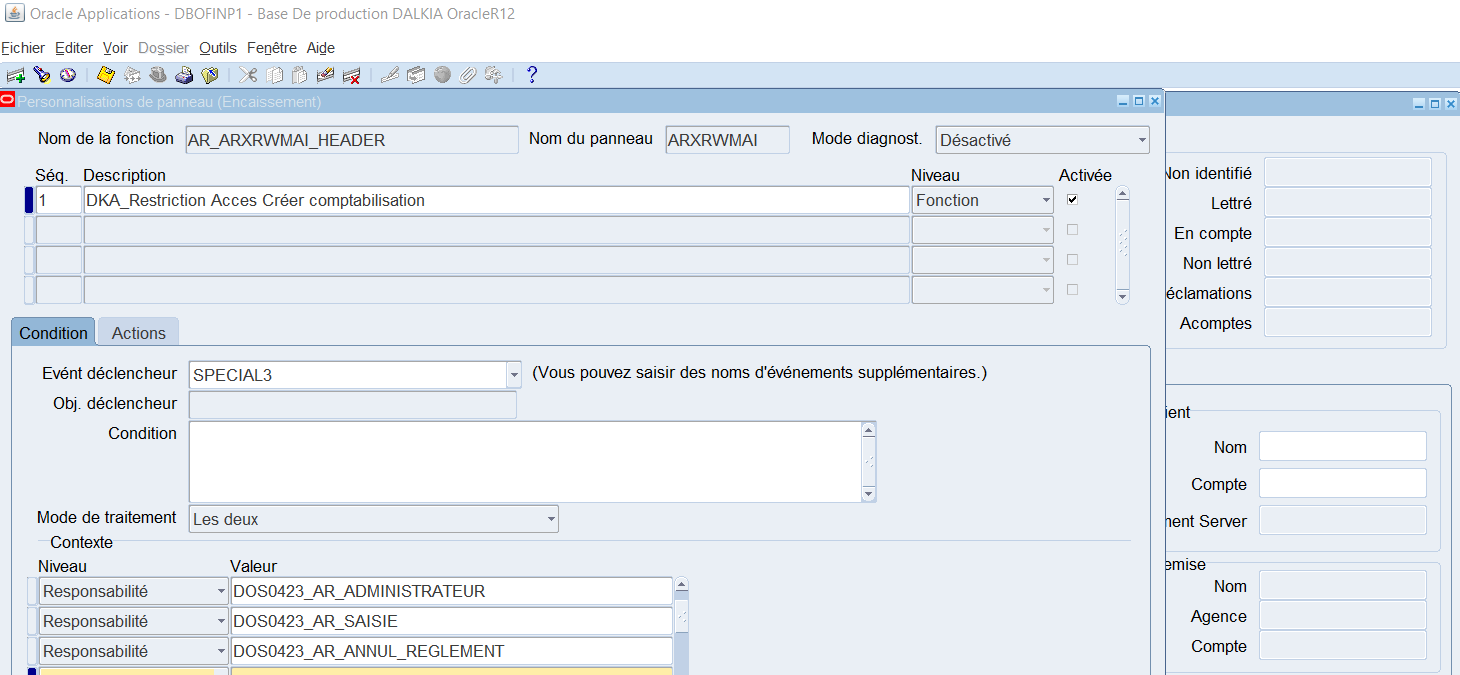 Oracle Applications - DBOFINP1 - Base De production DALKIA OracleR12
Fichier Editer Voir Dossier Outils Fenêtre Aide
Personnalisations de panneau (Encaissement)
Nom de la fonction AR_ARXRWMAI_HEADER Nom du panneau ARXRWMAI Mode diagnost. Désactivé
Séq. Description Niveau Activée
1 DKA_Restriction Acces Créer comptabilisation Fonction
Condition Actions
Evént déclencheur SPECIAL3 (Vous pouvez saisir des noms d'événements supplémentaires.)
Obj. déclencheur
Condition
Mode de traitement Les deux
Contexte
Niveau Valeur
Responsabilité DOS0423_AR_ADMINISTRATEUR
Responsabilité DOS0423_AR_SAISIE
Responsabilité DOS0423_AR_ANNUL_REGLEMENT
Non identifié
Lettré
En compte
Non lettré
éclamations
Acomptes
ient
Nom
Compte
ment Server
emise
Nom
Agence
Compte